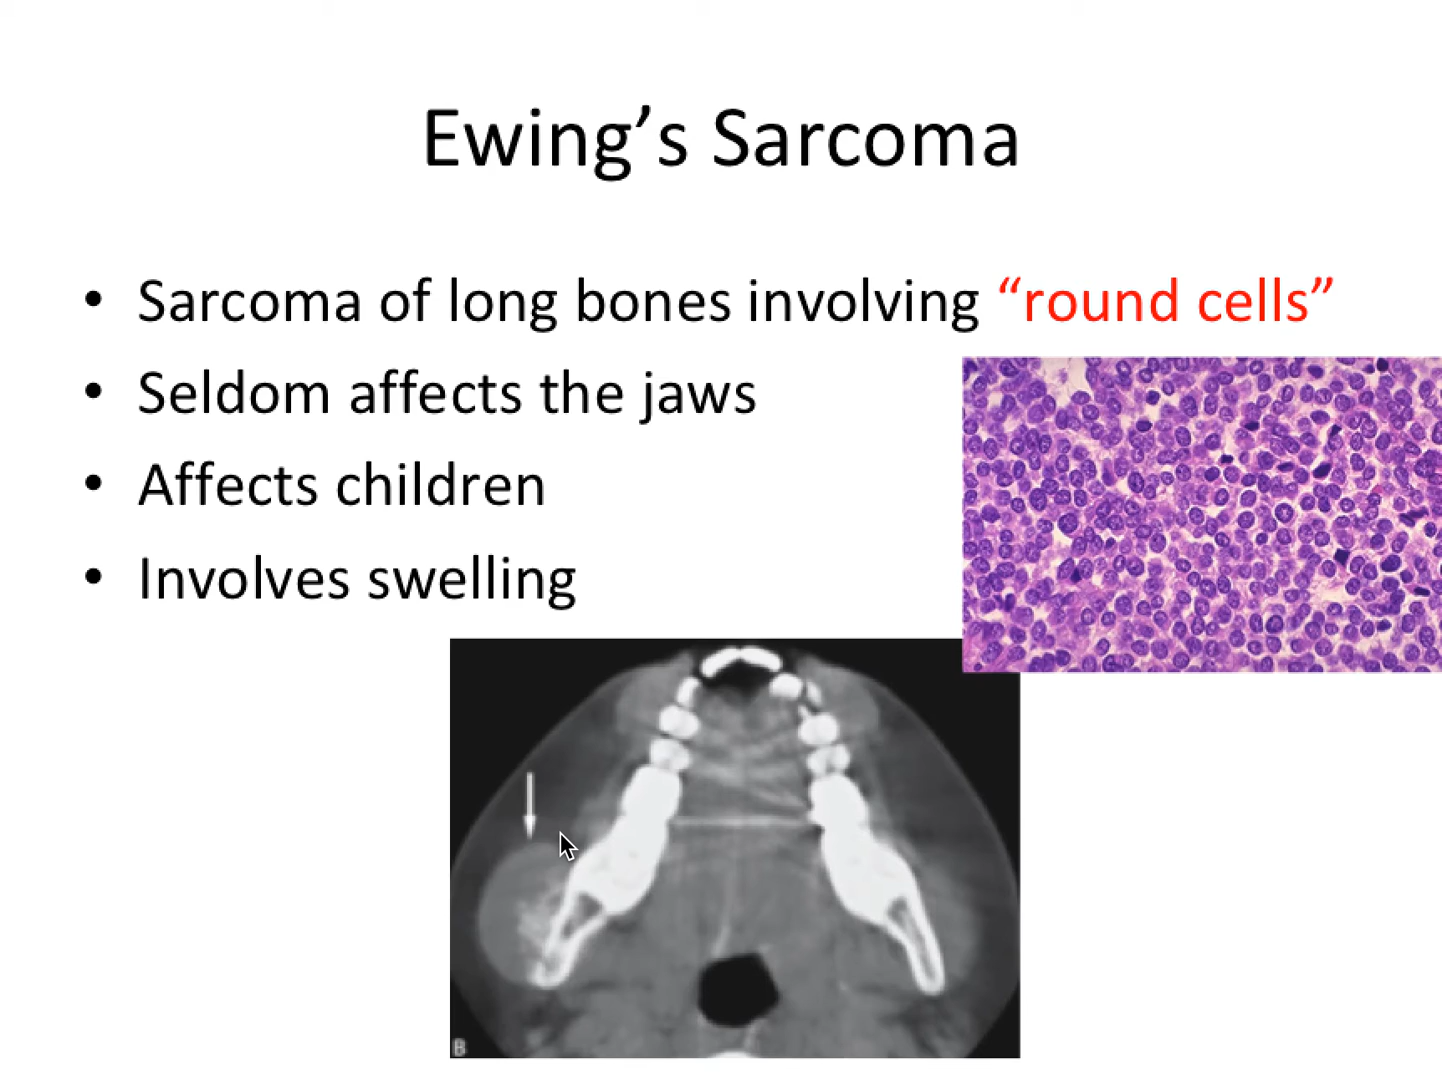 Ewing’s Sarcoma
• Sarcoma of long bones involving “round cells”
• Seldom affects the jaws
• Affects children
• Involves swelling
B